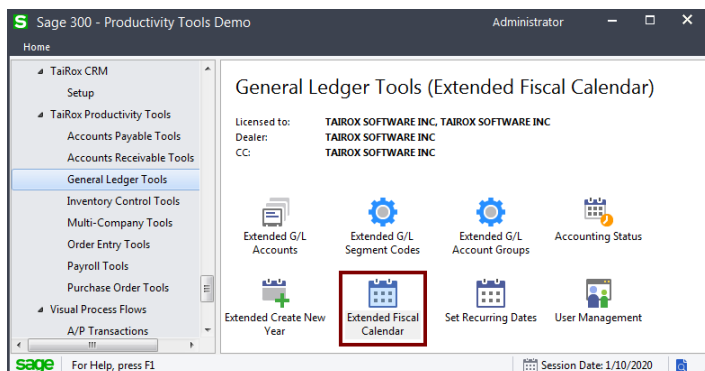 S Sage 300 - Productivity Tools Demo
Administrator
Home
TaiRox CRM
Setup
TaiRox Productivity Tools
Accounts Payable Tools
Accounts Receivable Tools
General Ledger Tools
Inventory Control Tools
Multi-Company Tools
Order Entry Tools
Payroll Tools
Purchase Order Tools
Visual Process Flows
A/P Transactions
General Ledger Tools (Extended Fiscal Calendar)
Licensed to: TAIROX SOFTWARE INC, TAIROX SOFTWARE INC
Dealer: TAIROX SOFTWARE INC
CC: TAIROX SOFTWARE INC
Extended G/L
Accounts
Extended G/L
Segment Codes
Extended G/L
Account Groups
Accounting Status
Extended Create New
Year
Extended Fiscal
Calendar
Set Recurring Dates
User Management
sage For Help, press F1
Session Date: 1/10/2020